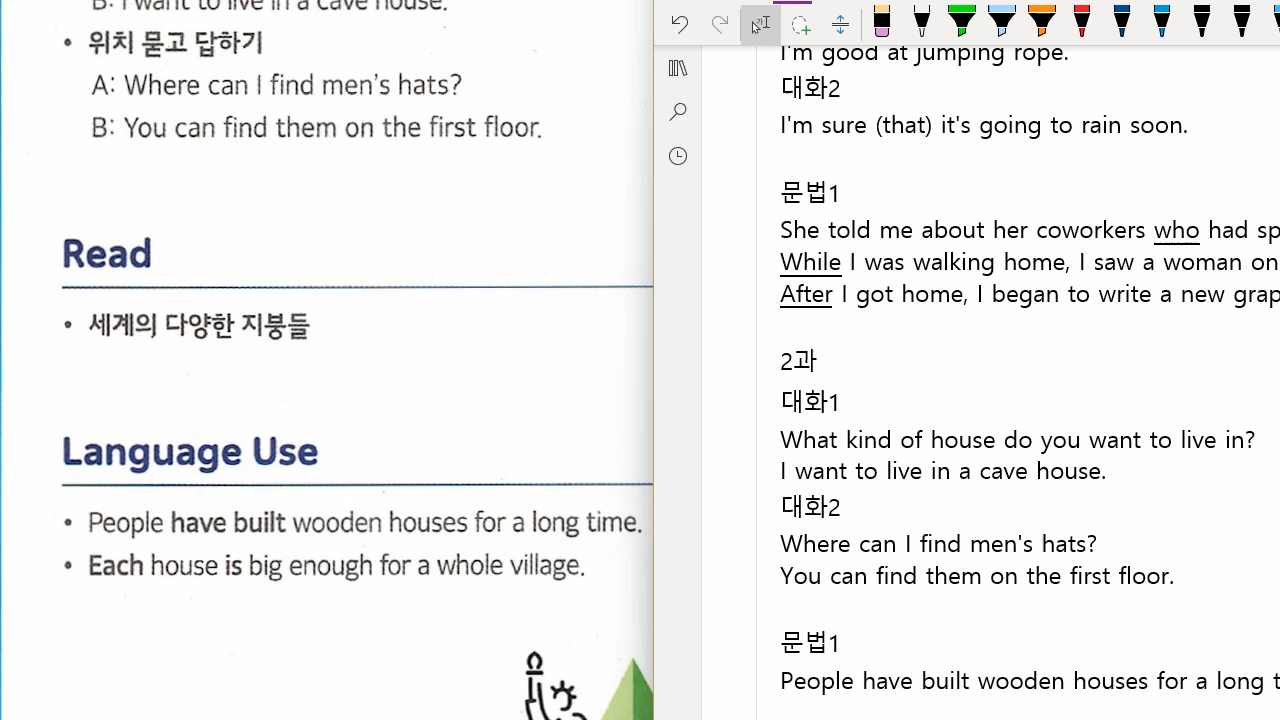 B: I want to live in a cave house.
• 위치 묻고 답하기
A: Where can I find men's hats?
B: You can find them on the first floor.
Read
• 세계의 다양한 지붕들
Language Use
• People have built wooden houses for a long time.
• Each house is big enough for a whole village.
I'm good at jumping rope.
대화2
I'm sure (that) it's going to rain soon.
문법1
She told me about her coworkers who had sp
While I was walking home, I saw a woman on
After I got home, I began to write a new grap
2과
대화1
What kind of house do you want to live in?
I want to live in a cave house.
대화2
Where can I find men's hats?
You can find them on the first floor.
문법1
People have built wooden houses for a long t